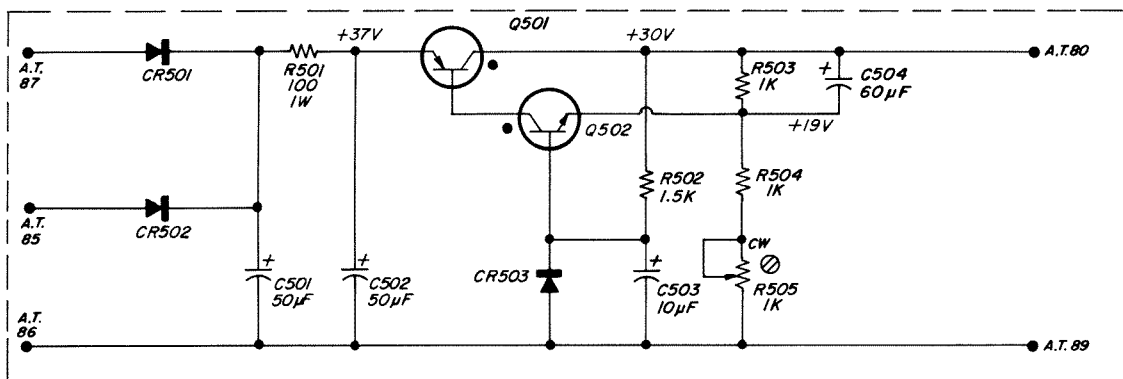 Q501
+37V
+30V
A.T.
87
CR501
R501
100
1W
R503
1K
C504
60µF
A.T.80
Q502
+19V
R502
1.5K
R504
1K
A.T.
85
CR502
CW
C501
50µF
C502
50µF
CR503
C503
10µF
R505
1K
A.T.
86
A.T.89
+
+
+
+